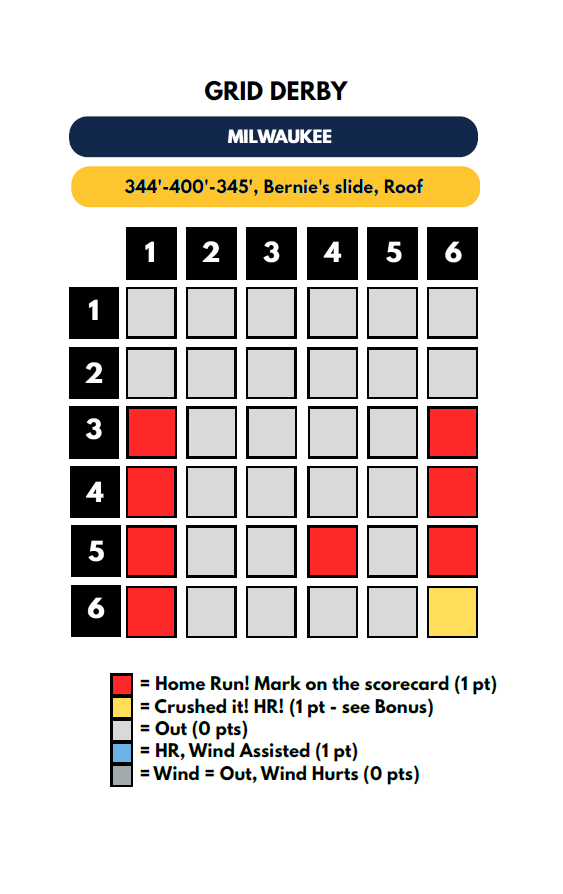 GRID DERBY
MILWAUKEE
344'-400'-345', Bernie's slide, Roof
1 2 3 4 5 6
1
2
3
4
5
6
= Home Run! Mark on the scorecard (1 pt)
= Crushed it! HR! (1 pt - see Bonus)
= Out (0 pts)
= HR, Wind Assisted (1 pt)
= Wind = Out, Wind Hurts (0 pts)